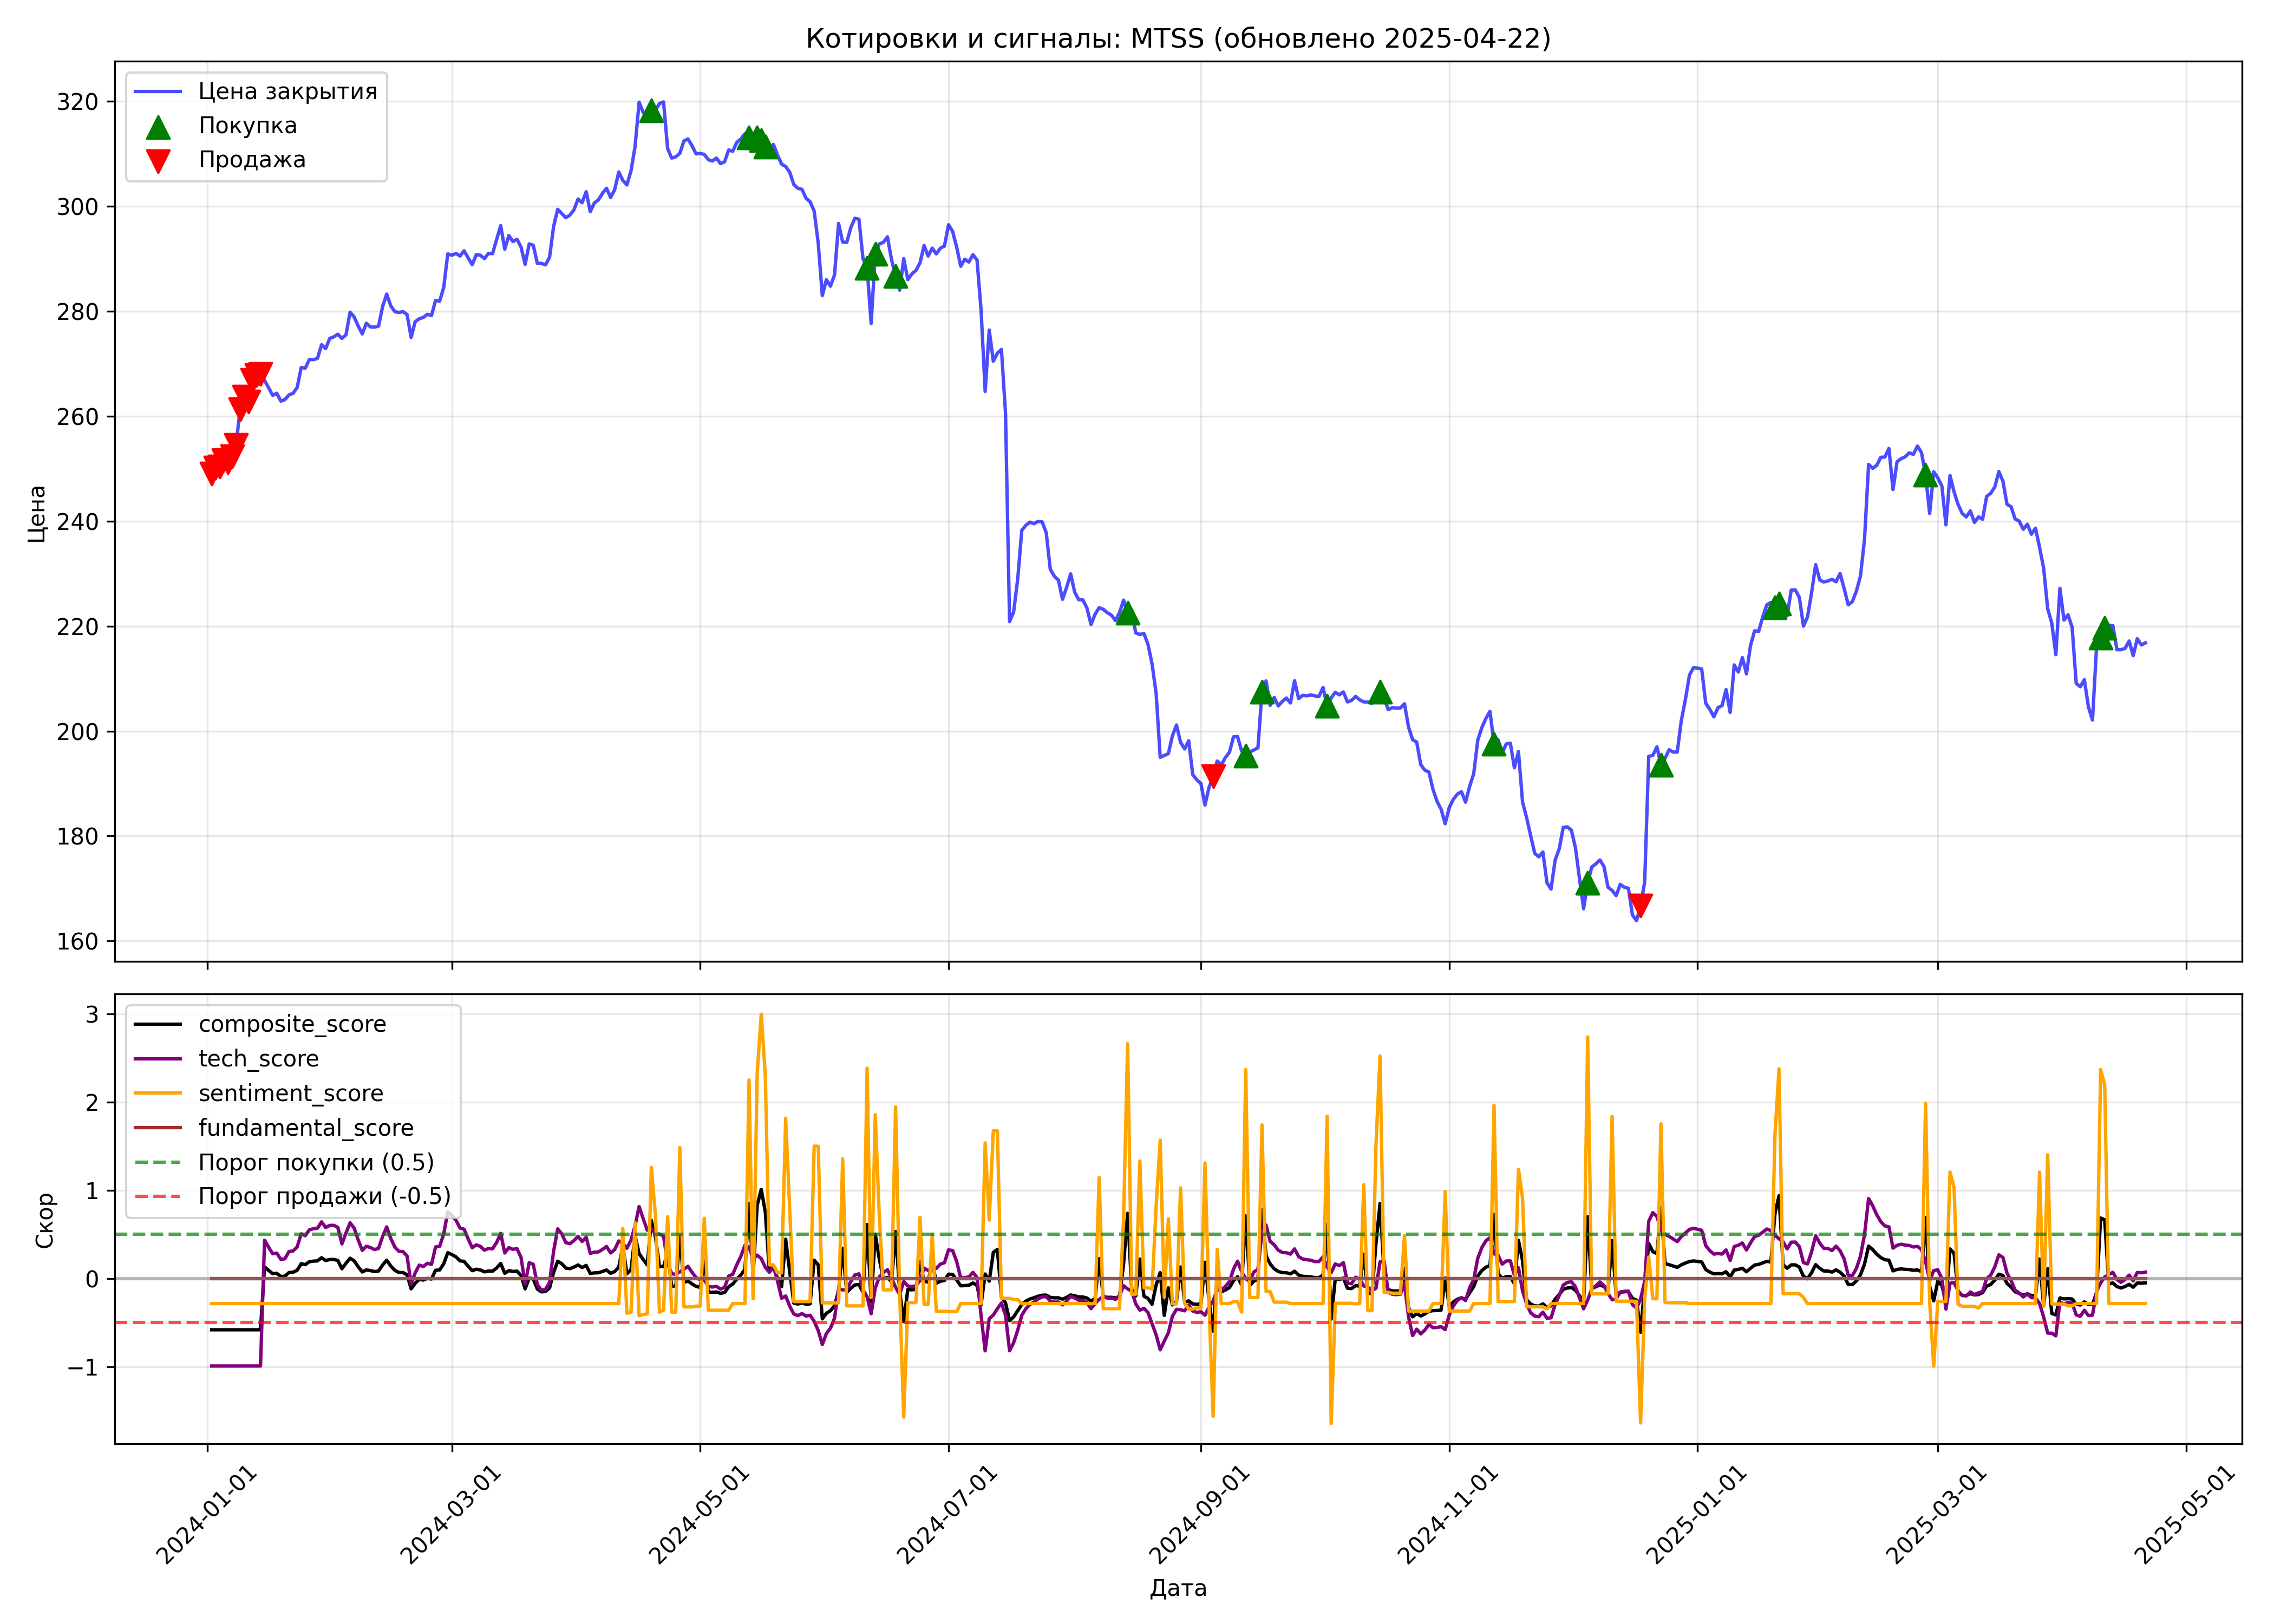 Котировки и сигналы: MTSS (обновлено 2025-04-22)
Цена закрытия
Покупка
Продажа
320
300
280
260
240
220
200
180
160
Цена
composite_score
tech_score
sentiment_score
fundamental_score
Порог покупки (0.5)
Порог продажи (-0.5)
3
2
1
0
−1
Скор
2024-01-01
2024-03-01
2024-05-01
2024-07-01
2024-09-01
2024-11-01
2025-01-01
2025-03-01
2025-05-01
Дата